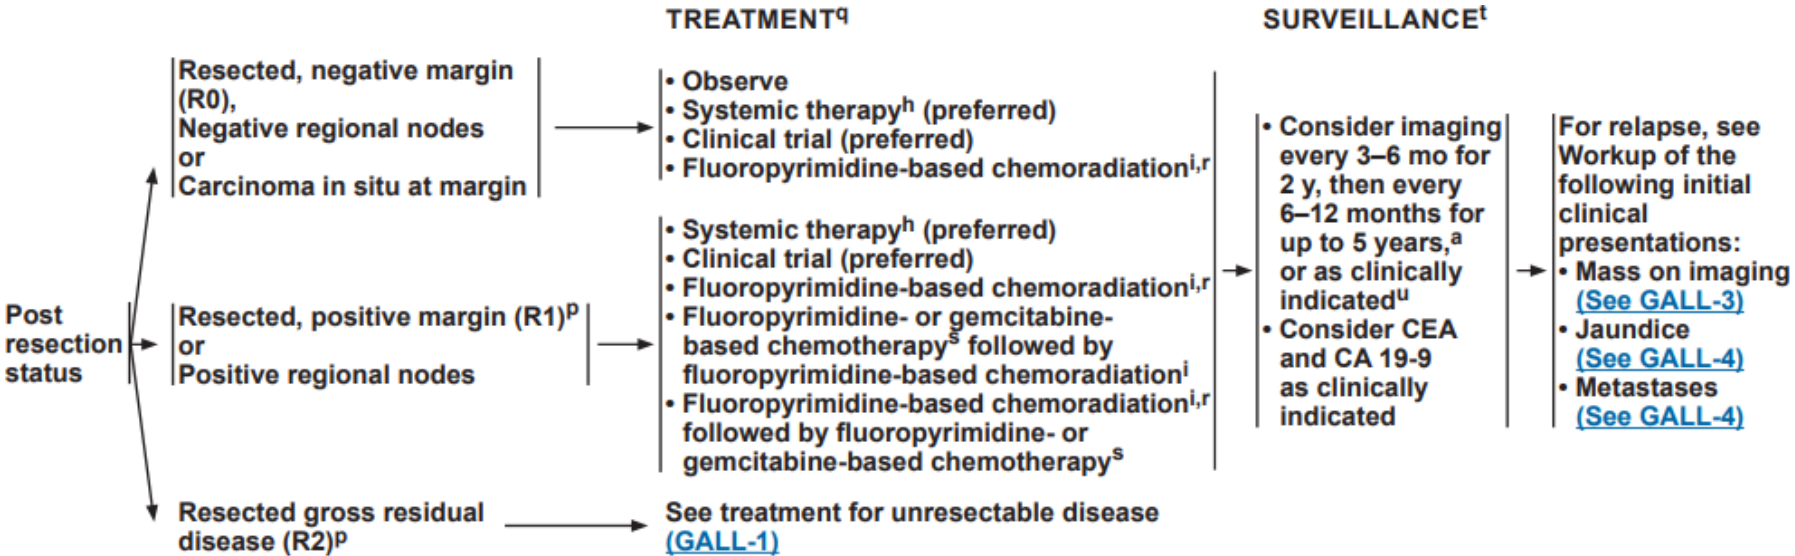 TREATMENTq
SURVEILLANCEt
Post
resection
status
Resected, negative margin
(R0),
Negative regional nodes
or
Carcinoma in situ at margin
• Observe
• Systemic therapyh (preferred)
• Clinical trial (preferred)
• Fluoropyrimidine-based chemoradiationi,r
Resected, positive margin (R1)p
or
Positive regional nodes
• Systemic therapyh (preferred)
• Clinical trial (preferred)
• Fluoropyrimidine-based chemoradiationi,r
• Fluoropyrimidine- or gemcitabine-
based chemotherapys followed by
fluoropyrimidine-based chemoradiationi
• Fluoropyrimidine-based chemoradiationi,r
followed by fluoropyrimidine- or
gemcitabine-based chemotherapys
Resected gross residual
disease (R2)p
See treatment for unresectable disease
(GALL-1)
• Consider imaging
every 3–6 mo for
2 y, then every
6–12 months for
up to 5 years,a
or as clinically
indicatedu
• Consider CEA
and CA 19-9
as clinically
indicated
For relapse, see
Workup of the
following initial
clinical
presentations:
• Mass on imaging
(See GALL-3)
• Jaundice
(See GALL-4)
• Metastases
(See GALL-4)